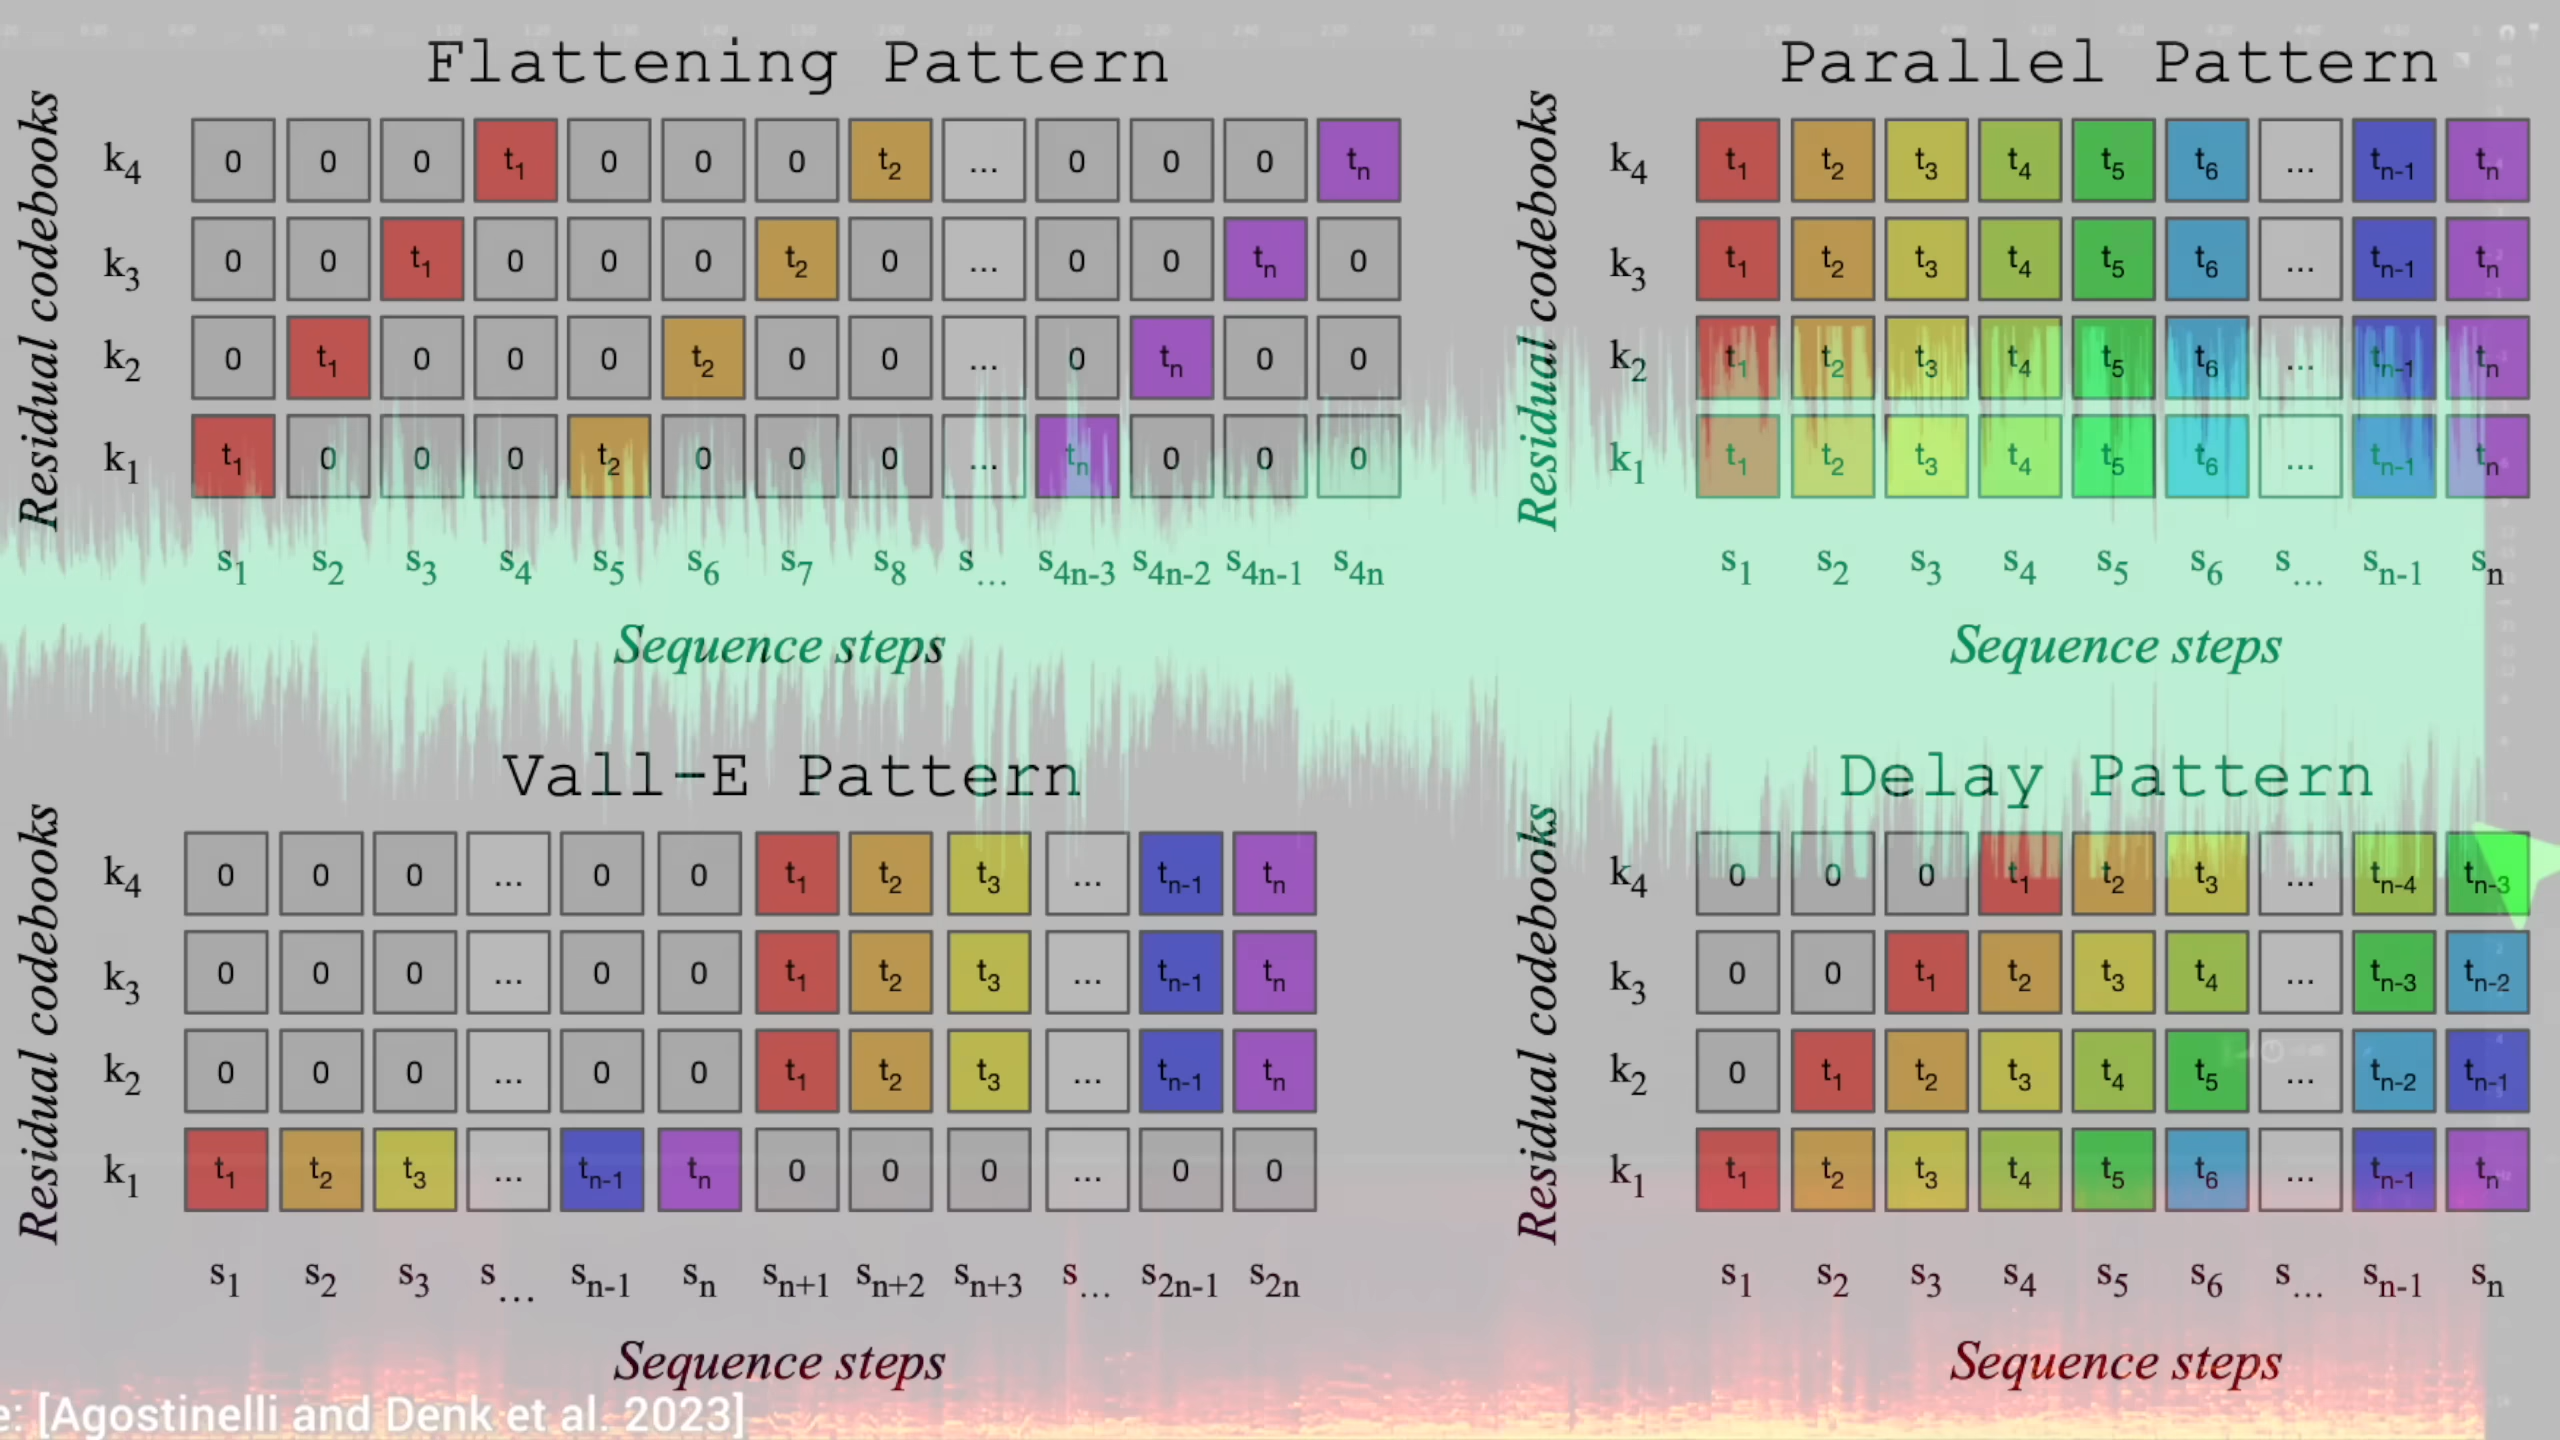 Flattening Pattern
Residual codebooks
k4 0 0 0 t1 0 0 0 t2 ... 0 0 0 tn
k3 0 0 t1 0 0 0 t2 0 ... 0 0 tn 0
k2 0 t1 0 0 0 t2 0 0 ... 0 tn 0 0
k1 t1 0 0 0 t2 0 0 0 ... tn 0 0 0
s1 s2 s3 s4 s5 s6 s7 s8 s... s4n-3 s4n-2 s4n-1 s4n
Sequence steps
Parallel Pattern
Residual codebooks
k4 t1 t2 t3 t4 t5 t6 ... tn-1 tn
k3 t1 t2 t3 t4 t5 t6 ... tn-1 tn
k2 t1 t2 t3 t4 t5 t6 ... tn-1 tn
k1 t1 t2 t3 t4 t5 t6 ... tn-1 tn
s1 s2 s3 s4 s5 s6 s... sn-1 sn
Sequence steps
Vall-E Pattern
Residual codebooks
k4 0 0 0 ... 0 0 t1 t2 t3 ... tn-1 tn
k3 0 0 0 ... 0 0 t1 t2 t3 ... tn-1 tn
k2 0 0 0 ... 0 0 t1 t2 t3 ... tn-1 tn
k1 t1 t2 t3 ... tn-1 tn 0 0 0 ... 0 0
s1 s2 s3 s... sn-1 sn sn+1 sn+2 sn+3 s... s2n-1 s2n
Sequence steps
Delay Pattern
Residual codebooks
k4 0 0 0 t1 t2 t3 ... tn-4 tn-3
k3 0 0 t1 t2 t3 t4 ... tn-3 tn-2
k2 0 t1 t2 t3 t4 t5 ... tn-2 tn-1
k1 t1 t2 t3 t4 t5 t6 ... tn-1 tn
s1 s2 s3 s4 s5 s6 s... sn-1 sn
Sequence steps
e: [Agostinelli and Denk et al. 2023]